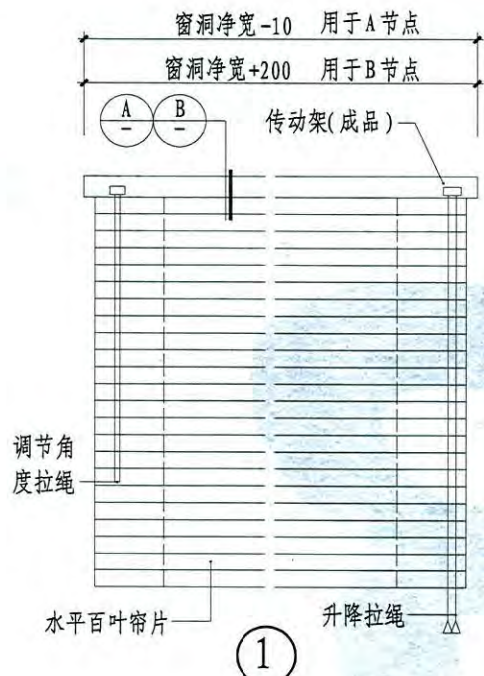 窗洞净宽-10 用于A节点
窗洞净宽+200 用于B节点
A
-
B
-
传动架(成品)
调节角
度拉绳
水平百叶帘片
升降拉绳
1